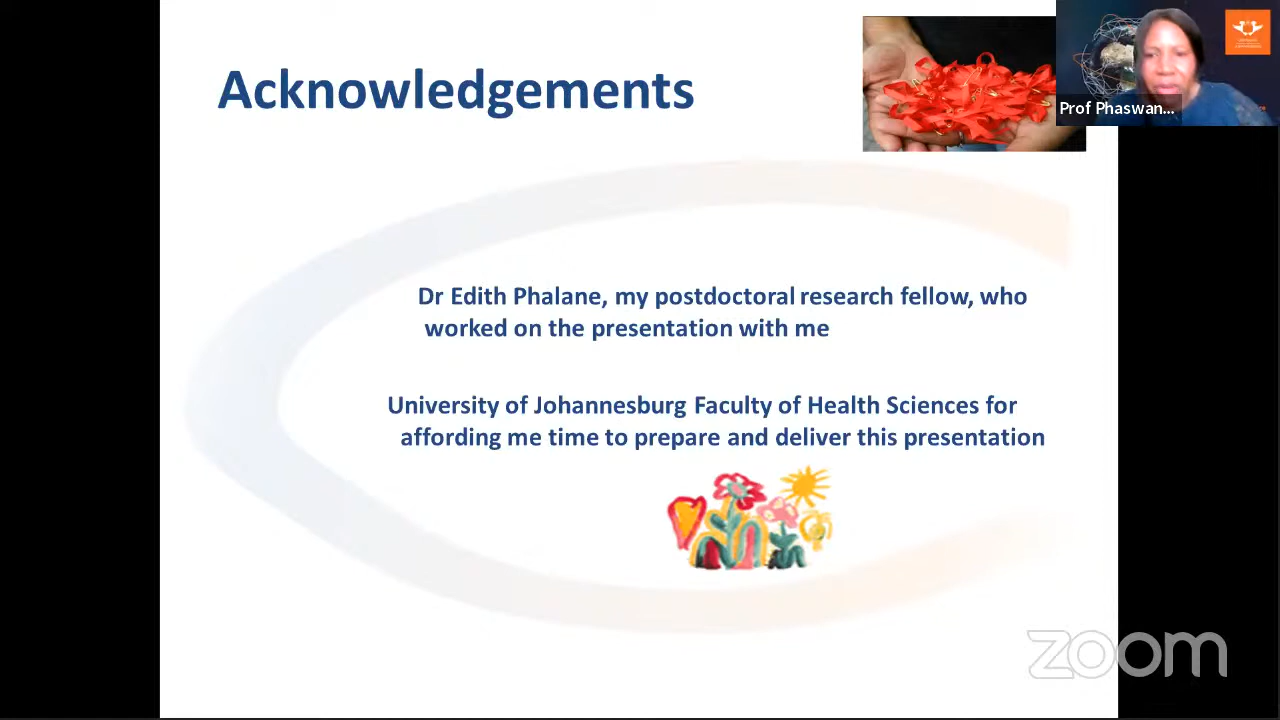 Acknowledgements
Prof Phaswan...
Dr Edith Phalane, my postdoctoral research fellow, who
worked on the presentation with me
University of Johannesburg Faculty of Health Sciences for
affording me time to prepare and deliver this presentation
zoom